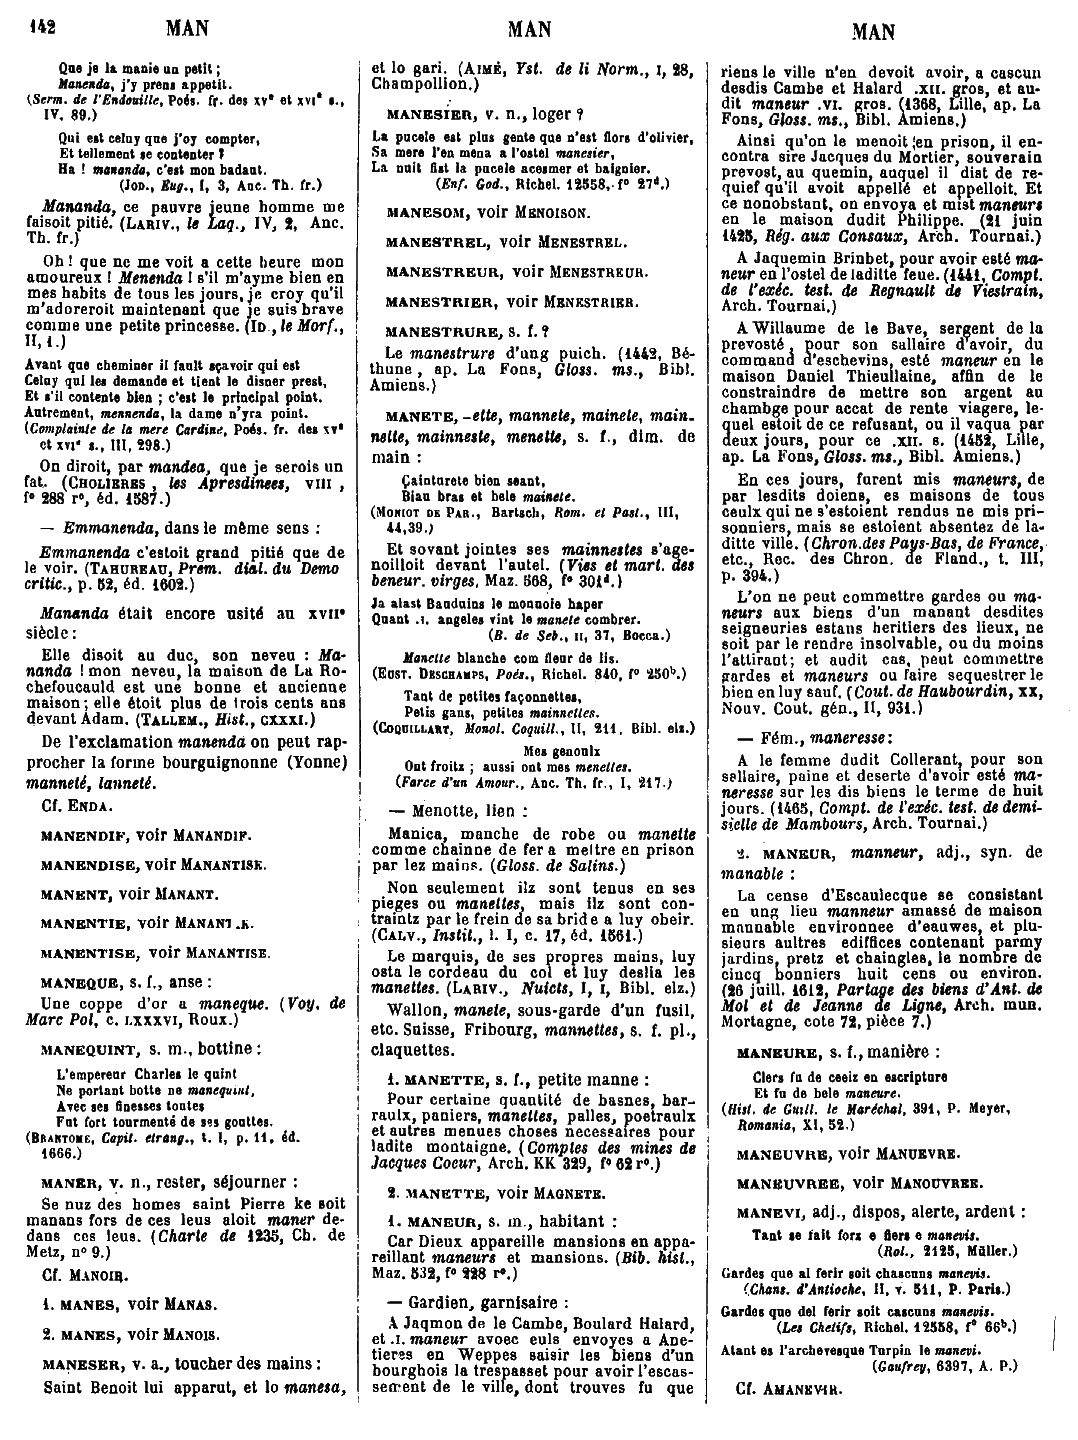 142 MAN MAN MAN
Que je la manie un petit ;
Manenda, j'y prens appetit.
(Serm. de l'Endouille, Poés. fr. des xve et xvie s.,
IV, 89.)
Qui est celuy que j'oy compter,
Et tellement se contenter ?
Ha ! mananda, c'est mon badaut.
(JOD., Eug., I, 3, Anc. Th. fr.)
Mananda, ce pauvre jeune homme me
faisoit pitié. (LARIV., le Laq., IV, 2, Anc.
Th. fr.)
Oh ! que ne me voit a cette heure mon
amoureux ! Menenda ! s'il m'ayme bien en
mes habits de tous les jours, je croy qu'il
m'adoreroit maintenant que je suis brave
comme une petite princesse. (ID., le Morf.,
II, 1.)
Avant que cheminer il fault sçavoir qui est
Celuy qui les demande et tient le disner prest,
Et s'il contente bien ; c'est le principal point.
Autrement, mennenda, la dame n'yra point.
(Complainte de la mere Cardine, Poés. fr. des xve
et xvie s., III, 298.)
On diroit, par mandea, que je serois un
fat. (CHOLIERES, les Apresdinees, VIII,
fo 288 ro, éd. 1587.)
— Emmanenda, dans le même sens :
Emmanenda c'estoit grand pitié que de
le voir. (TAHUREAU, Prem. dial. du Demo
critic., p. 52, éd. 1602.)
Mananda était encore usité au XVIIe
siècle :
Elle disoit au duc, son neveu : Ma-
nanda ! mon neveu, la maison de La Ro-
chefoucauld est une bonne et ancienne
maison ; elle étoit plus de trois cents ans
devant Adam. (TALLEM., Hist., CXXXI.)
De l'exclamation manenda on peut rap-
procher la forme bourguignonne (Yonne)
manneté, lanneté.
Cf. ENDA.
MANENDIF, voir MANANDIF.
MANENDISE, voir MANANTISE.
MANENT, voir MANANT.
MANENTIE, voir
MANENTISE, voir MANANTISE.
MANEQUE, s. f., anse :
Une coppe d'or a maneque. (Voy. de
Marc Pol, c. LXXXVI, Roux.)
MANEQUINT, s. m., bottine :
L'empereur Charles le quint
Ne portant botte ne manequint,
Avec ses finesses toutes
Fut fort tourmenté de ses gouttes.
(BRANTOME, Capit. etrang., t. I, p. 11, éd.
1666.)
MANER, v. n., rester, séjourner :
Se nuz des homes saint Pierre ke soit
manans fors de ces leus aloit maner de-
dans ces leus. (Charte de 1235, Ch. de
Metz, no 9.)
Cf. MANOIR.
1. MANES, voir MANAS.
2. MANES, voir MANOIS.
MANESER, v. a., toucher des mains :
Saint Benoit lui apparut, et lo manesa,
et lo gari. (AIMÉ, Yst. de li Norm., I, 28,
Champollion.)
MANESIER, v. n., loger ?
La pucele est plus gente que n'est flors d'olivier,
Sa mere l'en mena a l'ostel manesier,
La nuit fist la pucele acesmer et baignier.
(Enf. God., Richel. 12558, fo 27d.)
MANESOM, voir MENOISON.
MANESTREL, voir MENESTREL.
MANESTREUR, voir MENESTREUR.
MANESTRIER, voir MENESTRIER.
MANESTRURE, s. f. ?
Le manestrure d'ung puich. (1442, Bé-
thune, ap. La Fons, Gloss. ms., Bibl.
Amiens.)
MANETE, -ette, mannete, mainete, main-
nette, mainneste, menette, s. f., dim. de
main :
Çainturete bien seant,
Biau bras et bele mainete.
(MONIOT DE PAR., Bartsch, Rom. et Past., III,
44,39.)
Et sovant jointes ses mainnestes s'age-
noilloit devant l'autel. (Vies et mart. des
beneur. virges, Maz. 568, fo 301d.)
Ja alast Bauduins le monnoie haper
Quant .I. angeles vint le manete combrer.
(B. de Seb., II, 37, Bocca.)
Manette blanche com fleur de lis.
(EUST. DESCHAMPS, Poés., Richel. 840, fo 250b.)
Tant de petites façonnettes,
Petis gans, petites mainnettes.
(COQUILLART, Monol. Coquill., II, 211, Bibl. elz.)
Mes genoulx
Ont froitz ; aussi ont mes menettes.
(Farce d'un Amour., Anc. Th. fr., I, 217.)
— Menotte, lien :
Manica, manche de robe ou manette
comme chainne de fer a mettre en prison
par lez mains. (Gloss. de Salins.)
Non seulement ilz sont tenus en ses
pieges ou manettes, mais ilz sont con-
traintz par le frein de sa bride a luy obeir.
(CALV., Instit., l. I, c. 17, éd. 1561.)
Le marquis, de ses propres mains, luy
osta le cordeau du col et luy deslia les
manettes. (LARIV., Nuicts, I, I, Bibl. elz.)
Wallon, manete, sous-garde d'un fusil,
etc. Suisse, Fribourg, mannettes, s. f. pl.,
claquettes.
1. MANETTE, s. f., petite manne :
Pour certaine quantité de basnes, bar-
raulx, paniers, manettes, palles, poetraulx
et autres menues choses necessaires pour
ladite montaigne. (Comptes des mines de
Jacques Coeur, Arch. KK 329, fo 62 ro.)
2. MANETTE, voir MAGNETE.
1. MANEUR, s. m., habitant :
Car Dieux appareille mansions en appa-
reillant maneurs et mansions. (Bib. hist.,
Maz. 532, fo 228 ro.)
— Gardien, garnisaire :
A Jaqmon de le Cambe, Boulard Halard,
et .I. maneur avoec euls envoyes a Ane-
tieres en Weppes saisir les biens d'un
bourghois la trespasset pour avoir l'escas-
sement de le ville, dont trouves fu que
riens le ville n'en devoit avoir, a cascun
desdis Cambe et Halard .XII. gros, et au-
dit maneur .VI. gros. (1368, Lille, ap. La
Fons, Gloss. ms., Bibl. Amiens.)
Ainsi qu'on le menoit en prison, il en-
contra sire Jacques du Mortier, souverain
prevost, au quemin, auquel il dist de re-
quief qu'il avoit appellé et appelloit. Et
ce nonobstant, on envoya et mist maneurs
en le maison dudit Philippe. (21 juin
1425, Rég. aux Consaux, Arch. Tournai.)
A Jaquemin Brinbet, pour avoir esté ma-
neur en l'ostel de laditte feue. (1441, Compt.
de l'exéc. test. de Regnault de Viestrain,
Arch. Tournai.)
A Willaume de le Bave, sergent de la
prevosté, pour son sallaire d'avoir, du
command d'eschevins, esté maneur en le
maison Daniel Thieullaine, affin de le
constraindre de mettre son argent au
chambge pour accat de rente viagere, le-
quel estoit de ce refusant, ou il vaqua par
deux jours, pour ce .XII. s. (1452, Lille,
ap. La Fons, Gloss. ms., Bibl. Amiens.)
En ces jours, furent mis maneurs, de
par lesdits doiens, es maisons de tous
ceulx qui ne s'estoient rendus ne mis pri-
sonniers, mais se estoient absentez de la-
ditte ville. (Chron. des Pays-Bas, de France,
etc., Rec. des Chron. de Fland., t. III,
p. 394.)
L'on ne peut commettre gardes ou ma-
neurs aux biens d'un manant desdites
seigneuries estans heritiers des lieux, ne
soit par le rendre insolvable, ou du moins
l'attirant ; et audit cas, peut commettre
gardes et maneurs ou faire sequestrer le
bien en luy sauf. (Cout. de Haubourdin, XX,
Nouv. Cout. gén., II, 931.)
— Fém., maneresse :
A le femme dudit Collerant, pour son
sellaire, paine et deserte d'avoir esté ma-
neresse sur les dis biens le terme de huit
jours. (1465, Compt. de l'exéc. test. de demi-
sielle de Mambours, Arch. Tournai.)
2. MANEUR, manneur, adj., syn. de
manable :
La cense d'Escaulecque se consistant
en ung lieu manneur amassé de maison
mannable environnee d'eauwes, et plu-
sieurs aultres ediffices contenant parmy
jardins, pretz et chaingles, le nombre de
cincq bonniers huit cens ou environ.
(26 juill. 1612, Partage des biens d'Ant. de
Mol et de Jeanne de Ligne, Arch. mun.
Mortagne, cote 72, pièce 7.)
MANEURE, s. f., manière :
Clers fu de ceeiz en escripture
Et fu de bele maneure.
(Hist. de Guill. le Maréchal, 391, P. Meyer,
Romania, XI, 52.)
MANEUVRE, voir MANUEVRE.
MANEUVREE, voir MANOUVREE.
MANEVI, adj., dispos, alerte, ardent :
Tant se fait forz e fiers e manevis.
(Rol., 2125, Müller.)
Gardes que al ferir soit chascuns manevis.
(Chans. d'Antioche, II, v. 511, P. Paris.)
Gardes que del ferir soit cascuns manevis.
(Les Chetifs, Richel. 12558, fo 66b.)
Atant es l'archevesque Turpin le manevi.
(Gaufrey, 6397, A. P.)
Cf. AMANEVIR.